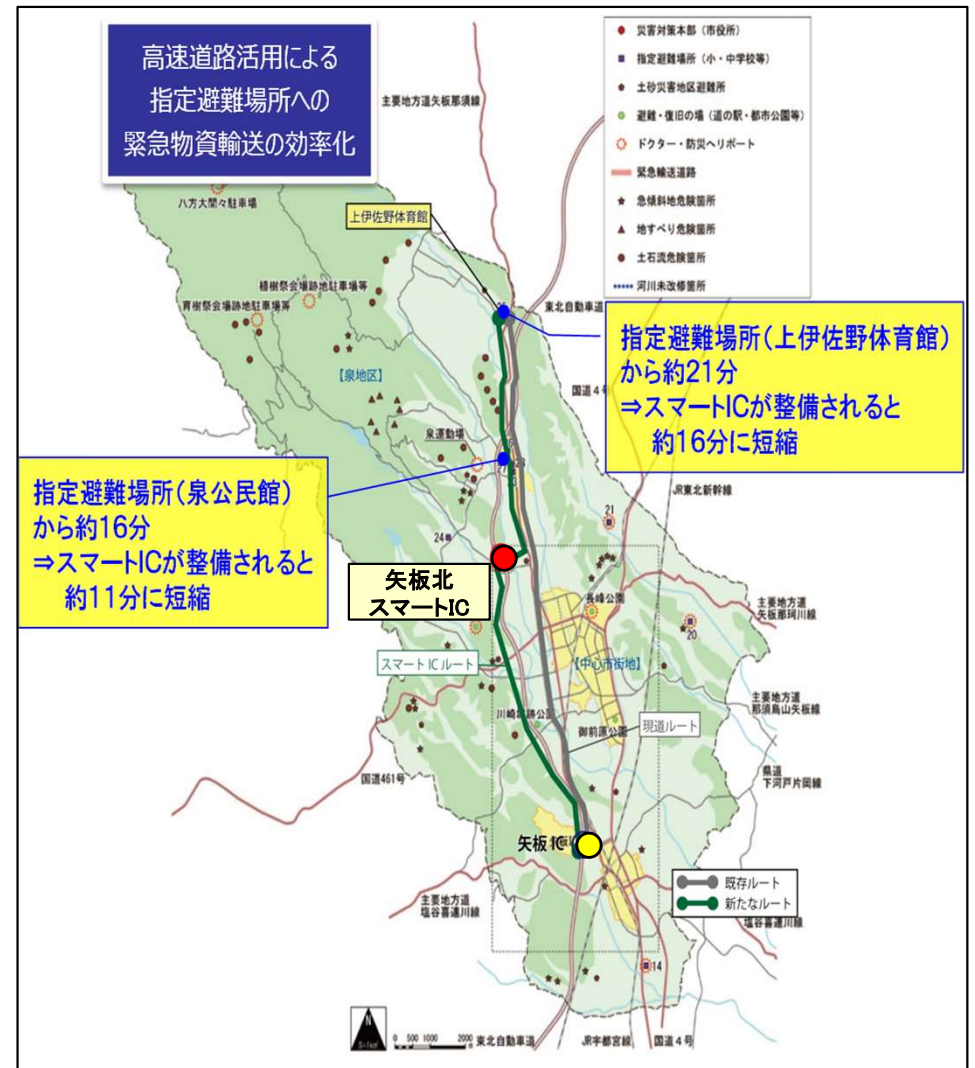 高速道路活用による
指定避難場所への
緊急物資輸送の効率化
災害対策本部（市役所）
指定避難場所（小・中学校等）
土砂災害地区避難所
避難・復旧の場（道の駅・都市公園等）
ドクター・防災ヘリポート
緊急輸送道路
急傾斜地危険箇所
地すべり危険箇所
土石流危険箇所
河川未改修箇所
主要地方道矢板那須線
八方大間々駐車場
上伊佐野体育館
植樹祭会場跡地駐車場等
育樹祭会場跡地駐車場等
東北自動車道
指定避難場所（上伊佐野体育館）
から約21分
⇒スマートICが整備されると
約16分に短縮
【泉地区】
国道4号
泉運動場
JR東北新幹線
指定避難場所（泉公民館）
から約16分
⇒スマートICが整備されると
約11分に短縮
21
24
矢板北
スマートIC
長峰公園
主要地方道
矢板那珂川線
20
スマートICルート
【中心市街地】
主要地方道
那須烏山矢板線
川崎城跡公園
御前原公園
現道ルート
国道461号
県道
下河戸片岡線
矢板IC
既存ルート
新たなルート
主要地方道
塩谷喜連川線
塩谷喜連川線
14
N
0 500 1000 2000
東北自動車道
JR宇都宮線
国道4号